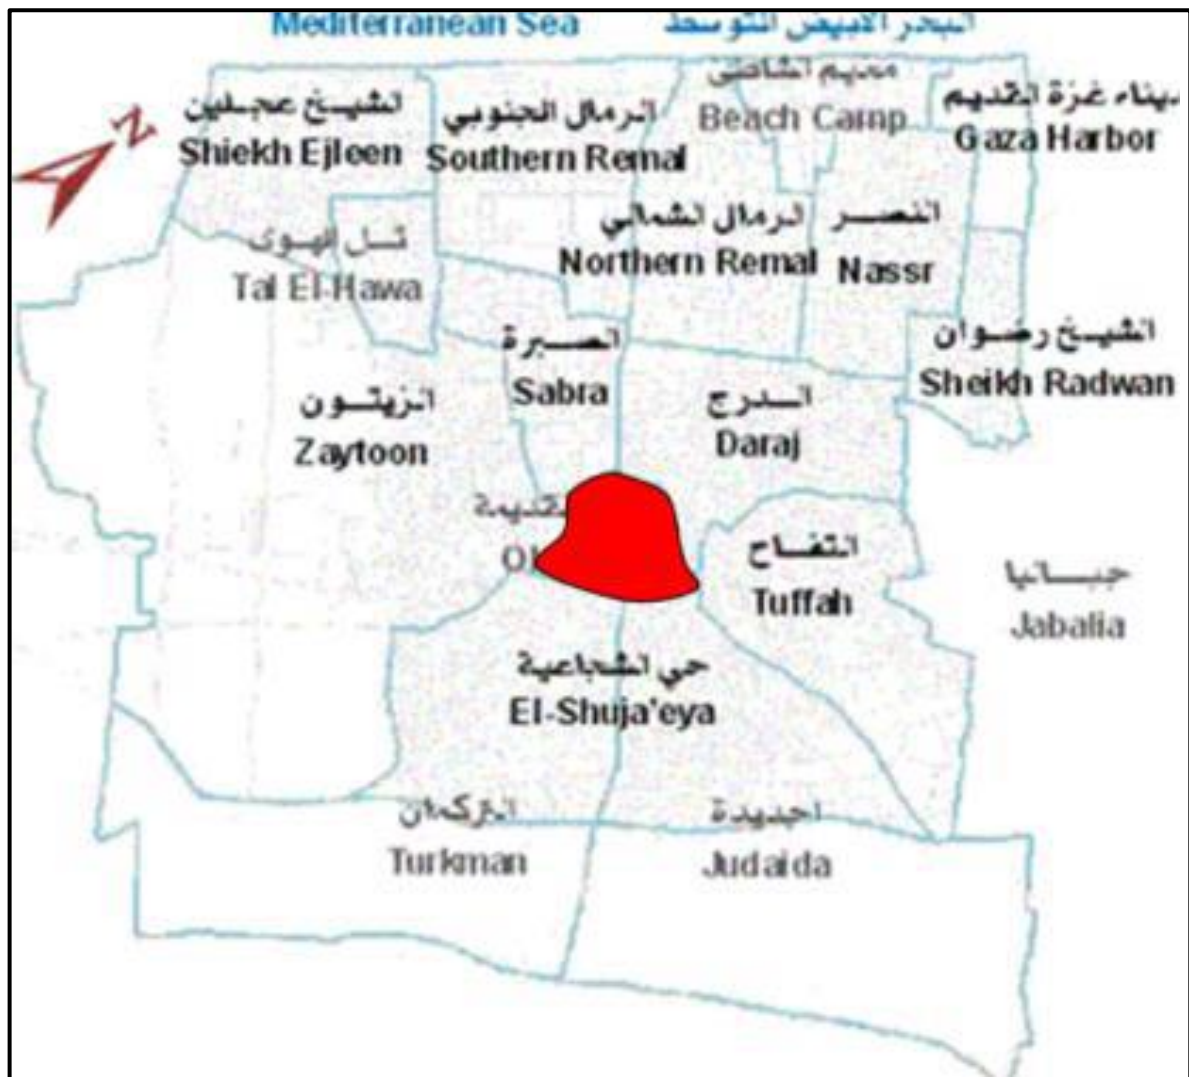 Mediterranean Sea
البحر الابيض المتوسط
الشيخ عجلين
Shiekh Ejleen
الرمال الجنوبي
Southern Remal
مخيم الشاطئ
Beach Camp
ميناء غزة القديم
Gaza Harbor
N
تل الهوى
Tal El-Hawa
الرمال الشمالي
Northern Remal
النصر
Nassr
الصبرة
Sabra
الشيخ رضوان
Sheikh Radwan
الزيتون
Zaytoon
الدرج
Daraj
التفاح
Tuffah
جباليا
Jabalia
حي الشجاعية
El-Shuja'eya
التركمان
Turkman
اجديدة
Judaida